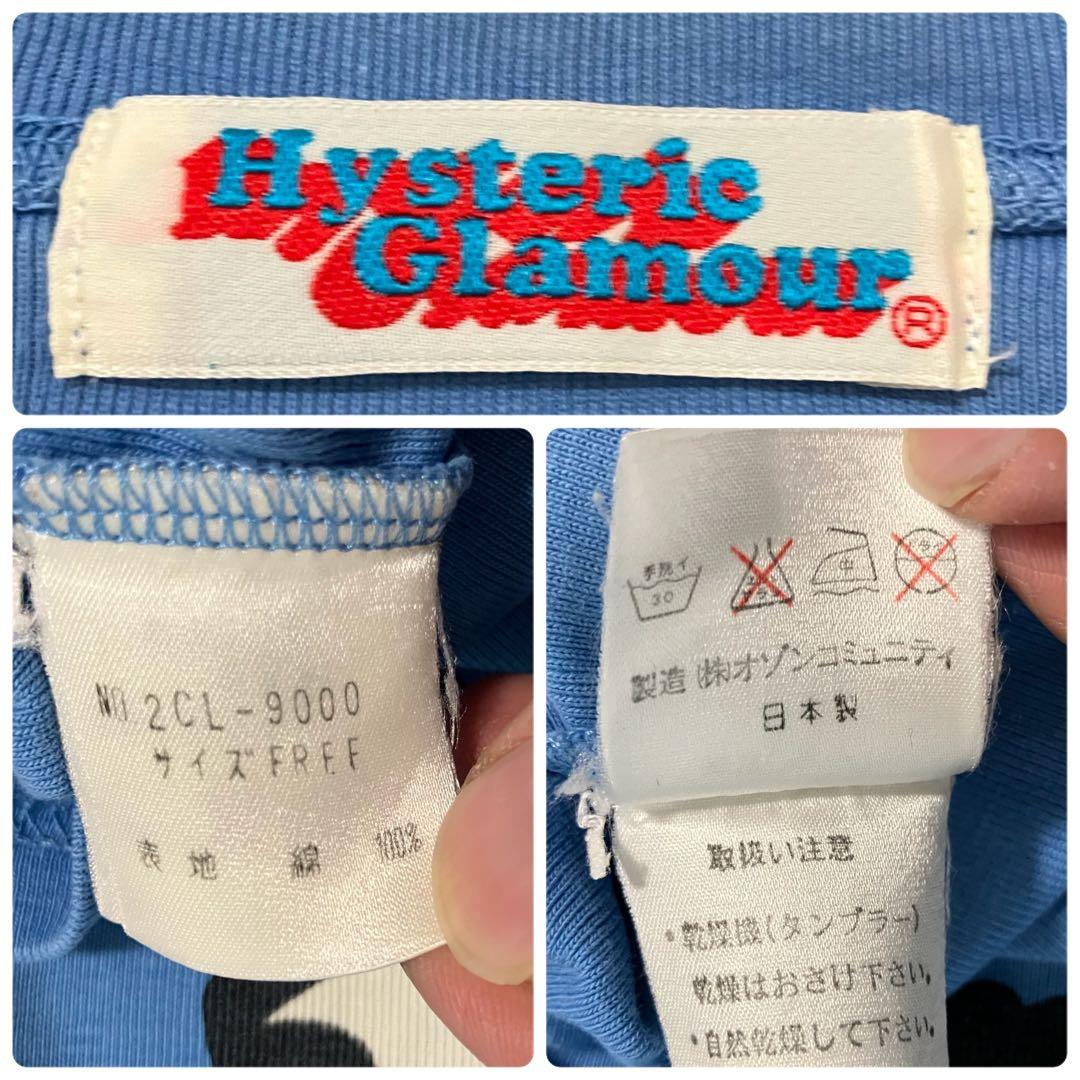 Hysteric
Glamour®
NO 2CL-9000
サイズFREE
表地 綿 100%
手洗イ
30
中
製造 (株)オゾンコミュニティ
日本製
取扱い注意
・乾燥機(タンブラー)
乾燥はおさけ下さい。
・自然乾燥して下さい。